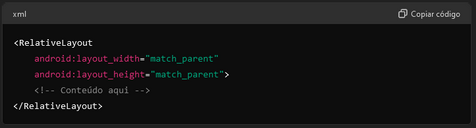 xml
Copiar código
<RelativeLayout
    android:layout_width="match_parent"
    android:layout_height="match_parent">
    <!-- Conteúdo aqui -->
</RelativeLayout>